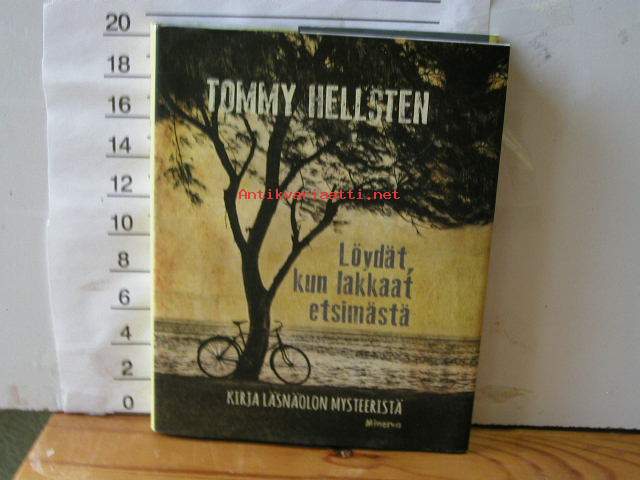 20
18
16
14
12
10
8
6
4
2
0
TOMMY HELLSTEN
Antikvariaatti.net
Löydät,
kun lakkaat
etsimästä
KIRJA LÄSNÄOLON MYSTEERISTÄ
Minerva